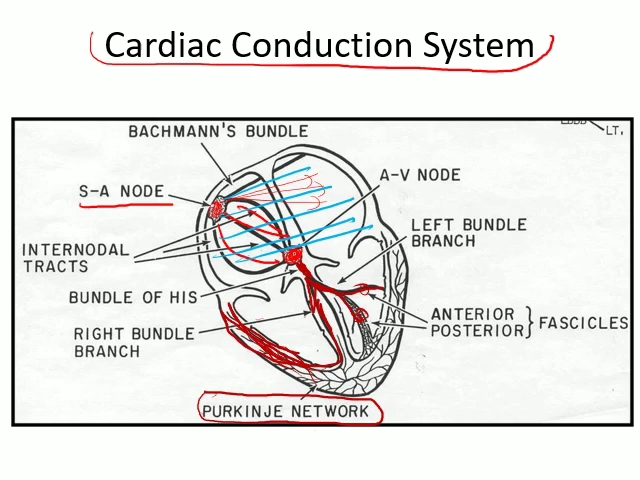 Cardiac Conduction System
LT.
BACHMANN'S BUNDLE
A-V NODE
S-A NODE
LEFT BUNDLE
BRANCH
INTERNODAL
TRACTS
BUNDLE OF HIS
ANTERIOR
POSTERIOR
FASCICLES
RIGHT BUNDLE
BRANCH
PURKINJE NETWORK